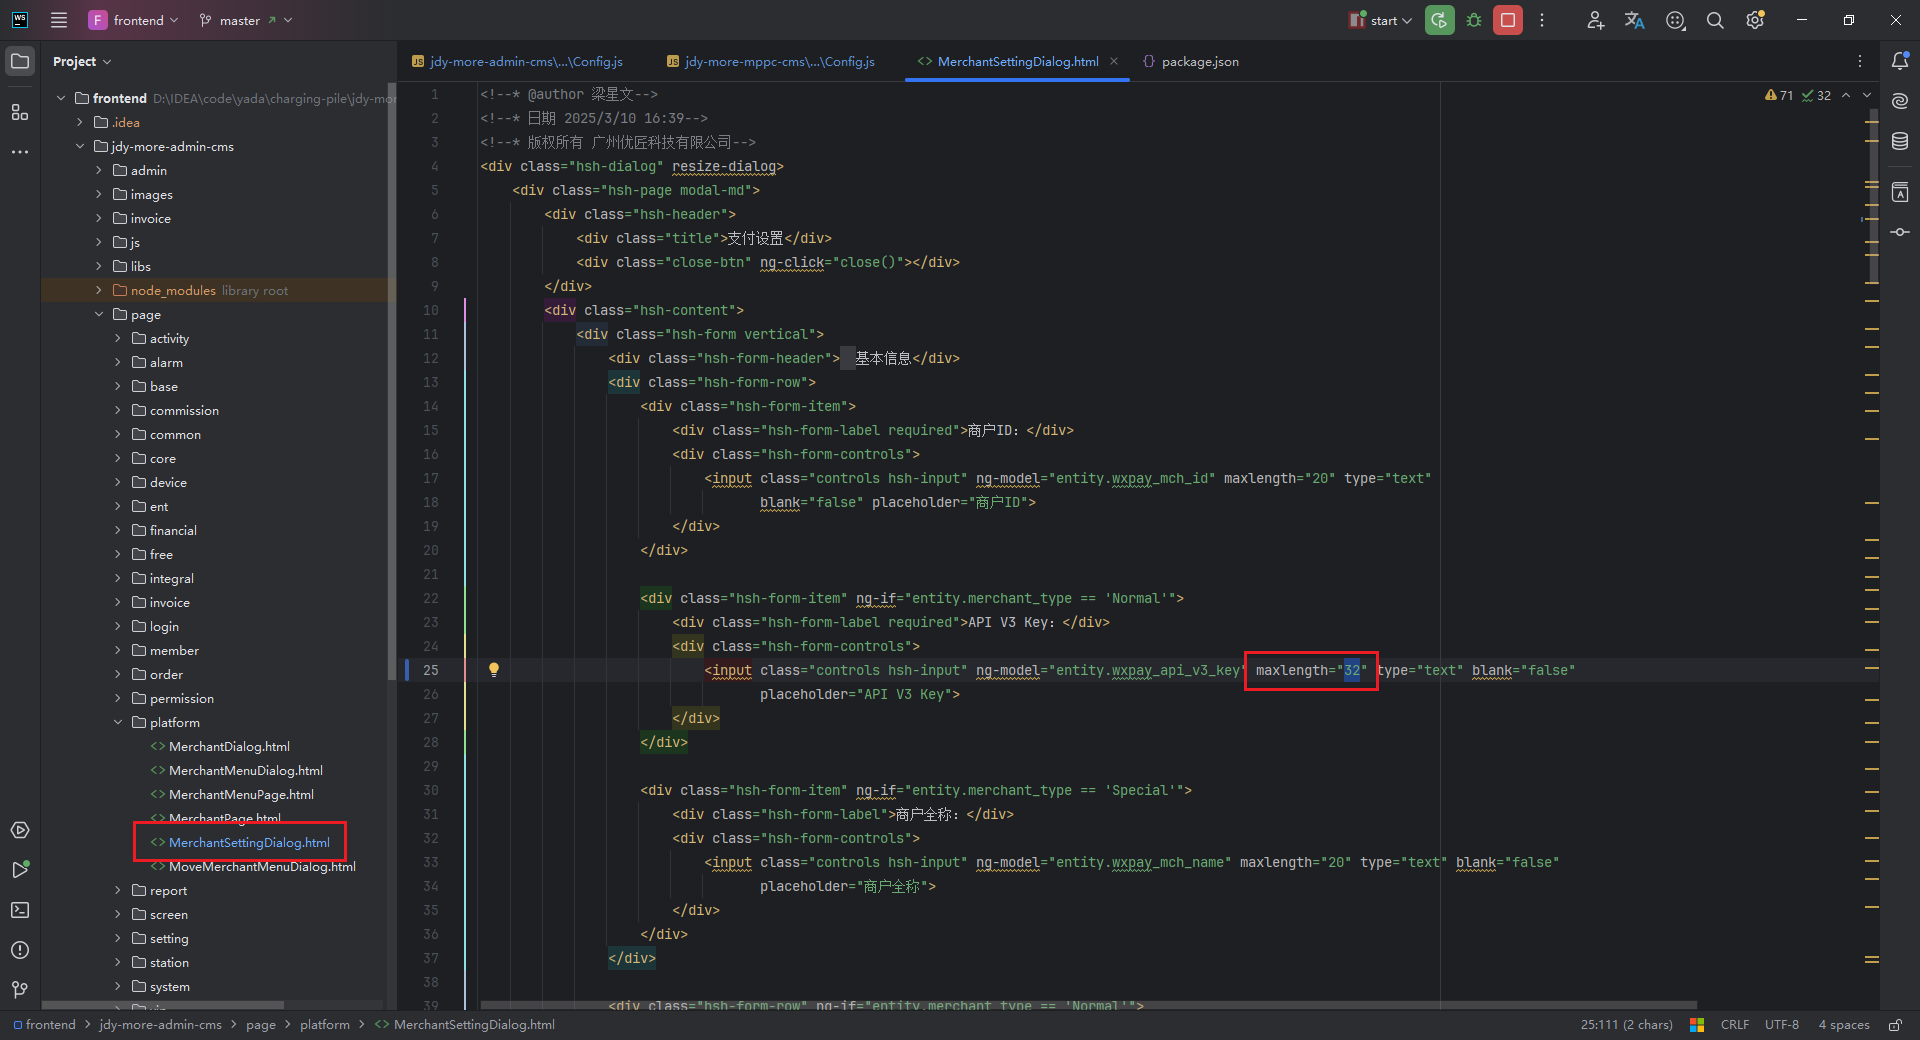 WS
F frontend
master
start
Project
frontend D:\IDEA\code\yada\charging-pile\jdy-mor
.idea
jdy-more-admin-cms
admin
images
invoice
js
libs
node_modules library root
page
activity
alarm
base
commission
common
core
device
ent
financial
free
integral
invoice
login
member
order
permission
platform
MerchantDialog.html
MerchantMenuDialog.html
MerchantMenuPage.html
MerchantPage.html
MerchantSettingDialog.html
MoveMerchantMenuDialog.html
report
screen
setting
station
system
JS jdy-more-admin-cms\...\Config.js
JS jdy-more-mppc-cms\...\Config.js
<> MerchantSettingDialog.html
{} package.json
71 32
1 <!--* @author 梁星文-->
2 <!--* 日期 2025/3/10 16:39-->
3 <!--* 版权所有 广州优匠科技有限公司-->
4 <div class="hsh-dialog" resize-dialog>
5 <div class="hsh-page modal-md">
6 <div class="hsh-header">
7 <div class="title">支付设置</div>
8 <div class="close-btn" ng-click="close()"></div>
9 </div>
10 <div class="hsh-content">
11 <div class="hsh-form vertical">
12 <div class="hsh-form-header">　基本信息</div>
13 <div class="hsh-form-row">
14 <div class="hsh-form-item">
15 <div class="hsh-form-label required">商户ID：</div>
16 <div class="hsh-form-controls">
17 <input class="controls hsh-input" ng-model="entity.wxpay_mch_id" maxlength="20" type="text"
18 blank="false" placeholder="商户ID">
19 </div>
20 </div>
21
22 <div class="hsh-form-item" ng-if="entity.merchant_type == 'Normal'">
23 <div class="hsh-form-label required">API V3 Key：</div>
24 <div class="hsh-form-controls">
25 <input class="controls hsh-input" ng-model="entity.wxpay_api_v3_key" maxlength="32" type="text" blank="false"
26 placeholder="API V3 Key">
27 </div>
28 </div>
29
30 <div class="hsh-form-item" ng-if="entity.merchant_type == 'Special'">
31 <div class="hsh-form-label">商户全称：</div>
32 <div class="hsh-form-controls">
33 <input class="controls hsh-input" ng-model="entity.wxpay_mch_name" maxlength="20" type="text" blank="false"
34 placeholder="商户全称">
35 </div>
36 </div>
37 </div>
38
39 <div class="hsh-form-row" ng-if="entity.merchant_type == 'Normal'">
frontend > jdy-more-admin-cms > page > platform > <> MerchantSettingDialog.html
25:111 (2 chars) CRLF UTF-8 4 spaces